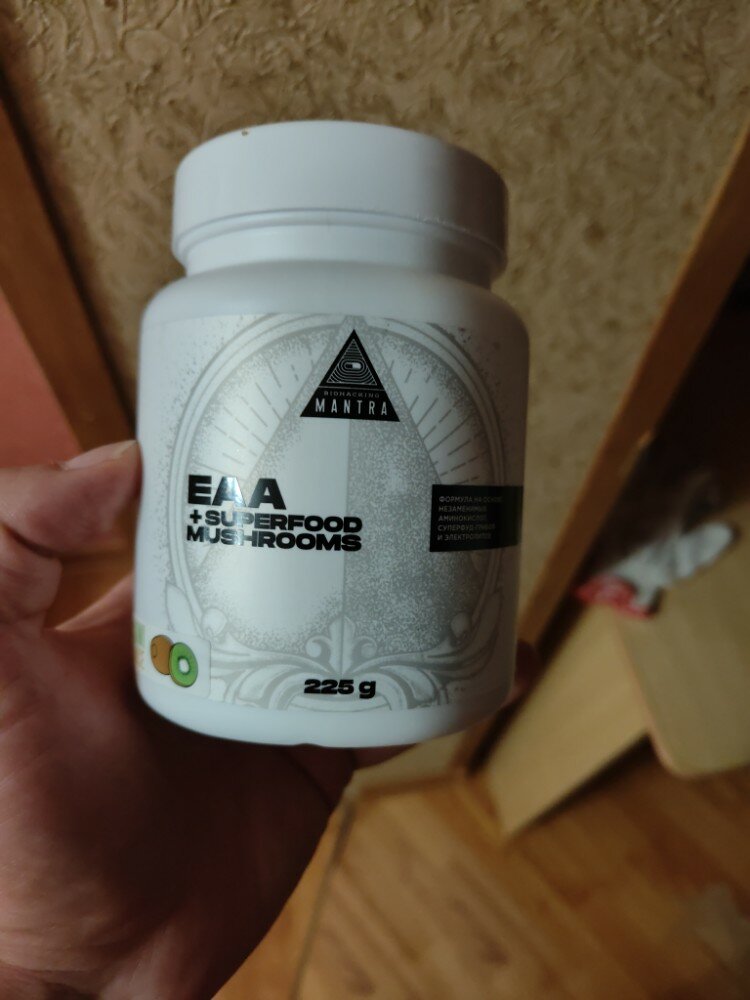 BIOHACKING
MANTRA
EAA
+ SUPERFOOD
MUSHROOMS
ФОРМУЛА НА ОСНОВЕ
НЕЗАМЕНИМЫХ
АМИНОКИСЛОТ,
СУПЕРФУД-ГРИБОВ
И ЭЛЕКТРОЛИТОВ
225 g